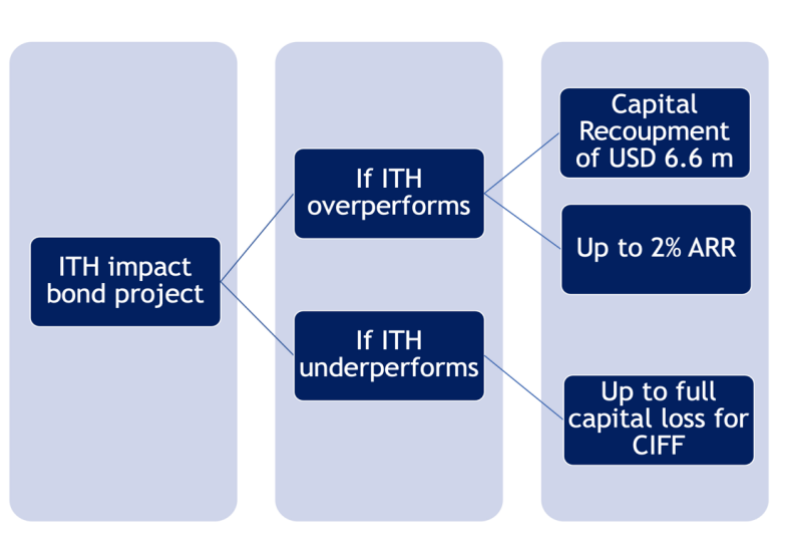 ITH impact
bond project
If ITH
overperforms
If ITH
underperforms
Capital
Recoupment
of USD 6.6 m
Up to 2% ARR
Up to full
capital loss for
CIFF